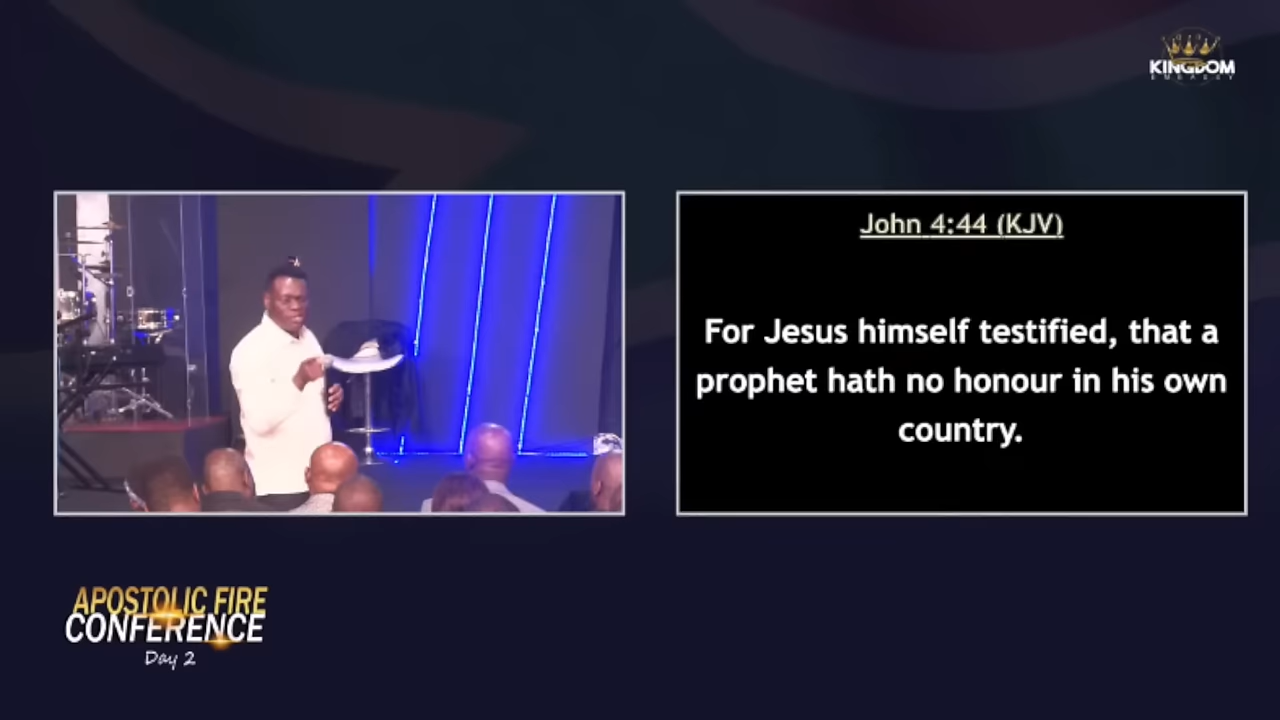 KINGDOM
EMBASSY
John 4:44 (KJV)
For Jesus himself testified, that a
prophet hath no honour in his own
country.
APOSTOLIC FIRE
CONFERENCE
Day 2